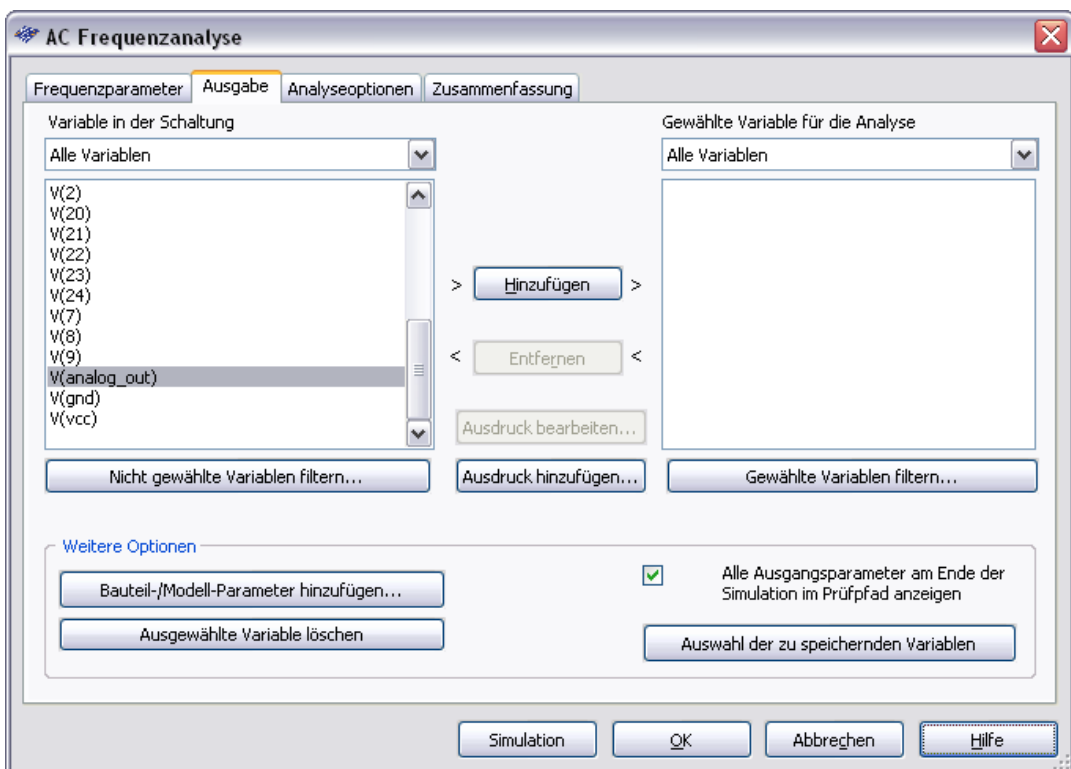 AC Frequenzanalyse
Frequenzparameter Ausgabe Analyseoptionen Zusammenfassung
Variable in der Schaltung
Gewählte Variable für die Analyse
Alle Variablen
Alle Variablen
V(2)
V(20)
V(21)
V(22)
V(23)
V(24)
V(7)
V(8)
V(9)
V(analog_out)
V(gnd)
V(vcc)
> Hinzufügen >
< Entfernen <
Ausdruck bearbeiten...
Nicht gewählte Variablen filtern...
Ausdruck hinzufügen...
Gewählte Variablen filtern...
Weitere Optionen
Bauteil-/Modell-Parameter hinzufügen...
Ausgewählte Variable löschen
Alle Ausgangsparameter am Ende der
Simulation im Prüfpfad anzeigen
Auswahl der zu speichernden Variablen
Simulation OK Abbrechen Hilfe